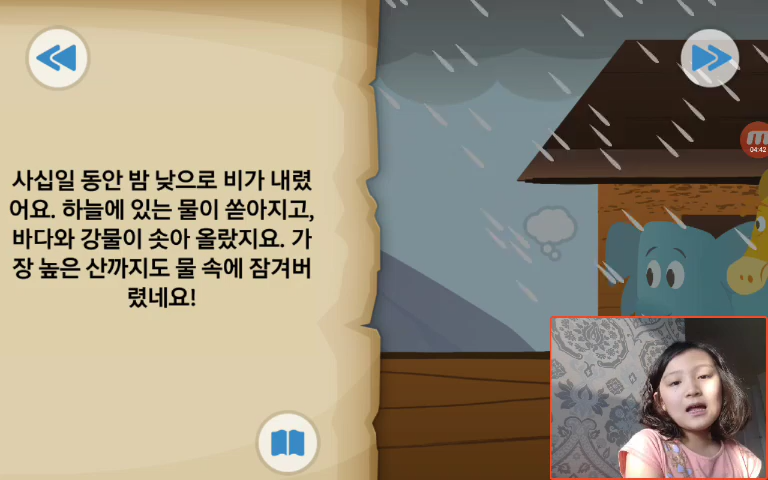 사십일 동안 밤 낮으로 비가 내렸
어요. 하늘에 있는 물이 쏟아지고,
바다와 강물이 솟아 올랐지요. 가
장 높은 산까지도 물 속에 잠겨버
렸네요!
04:42